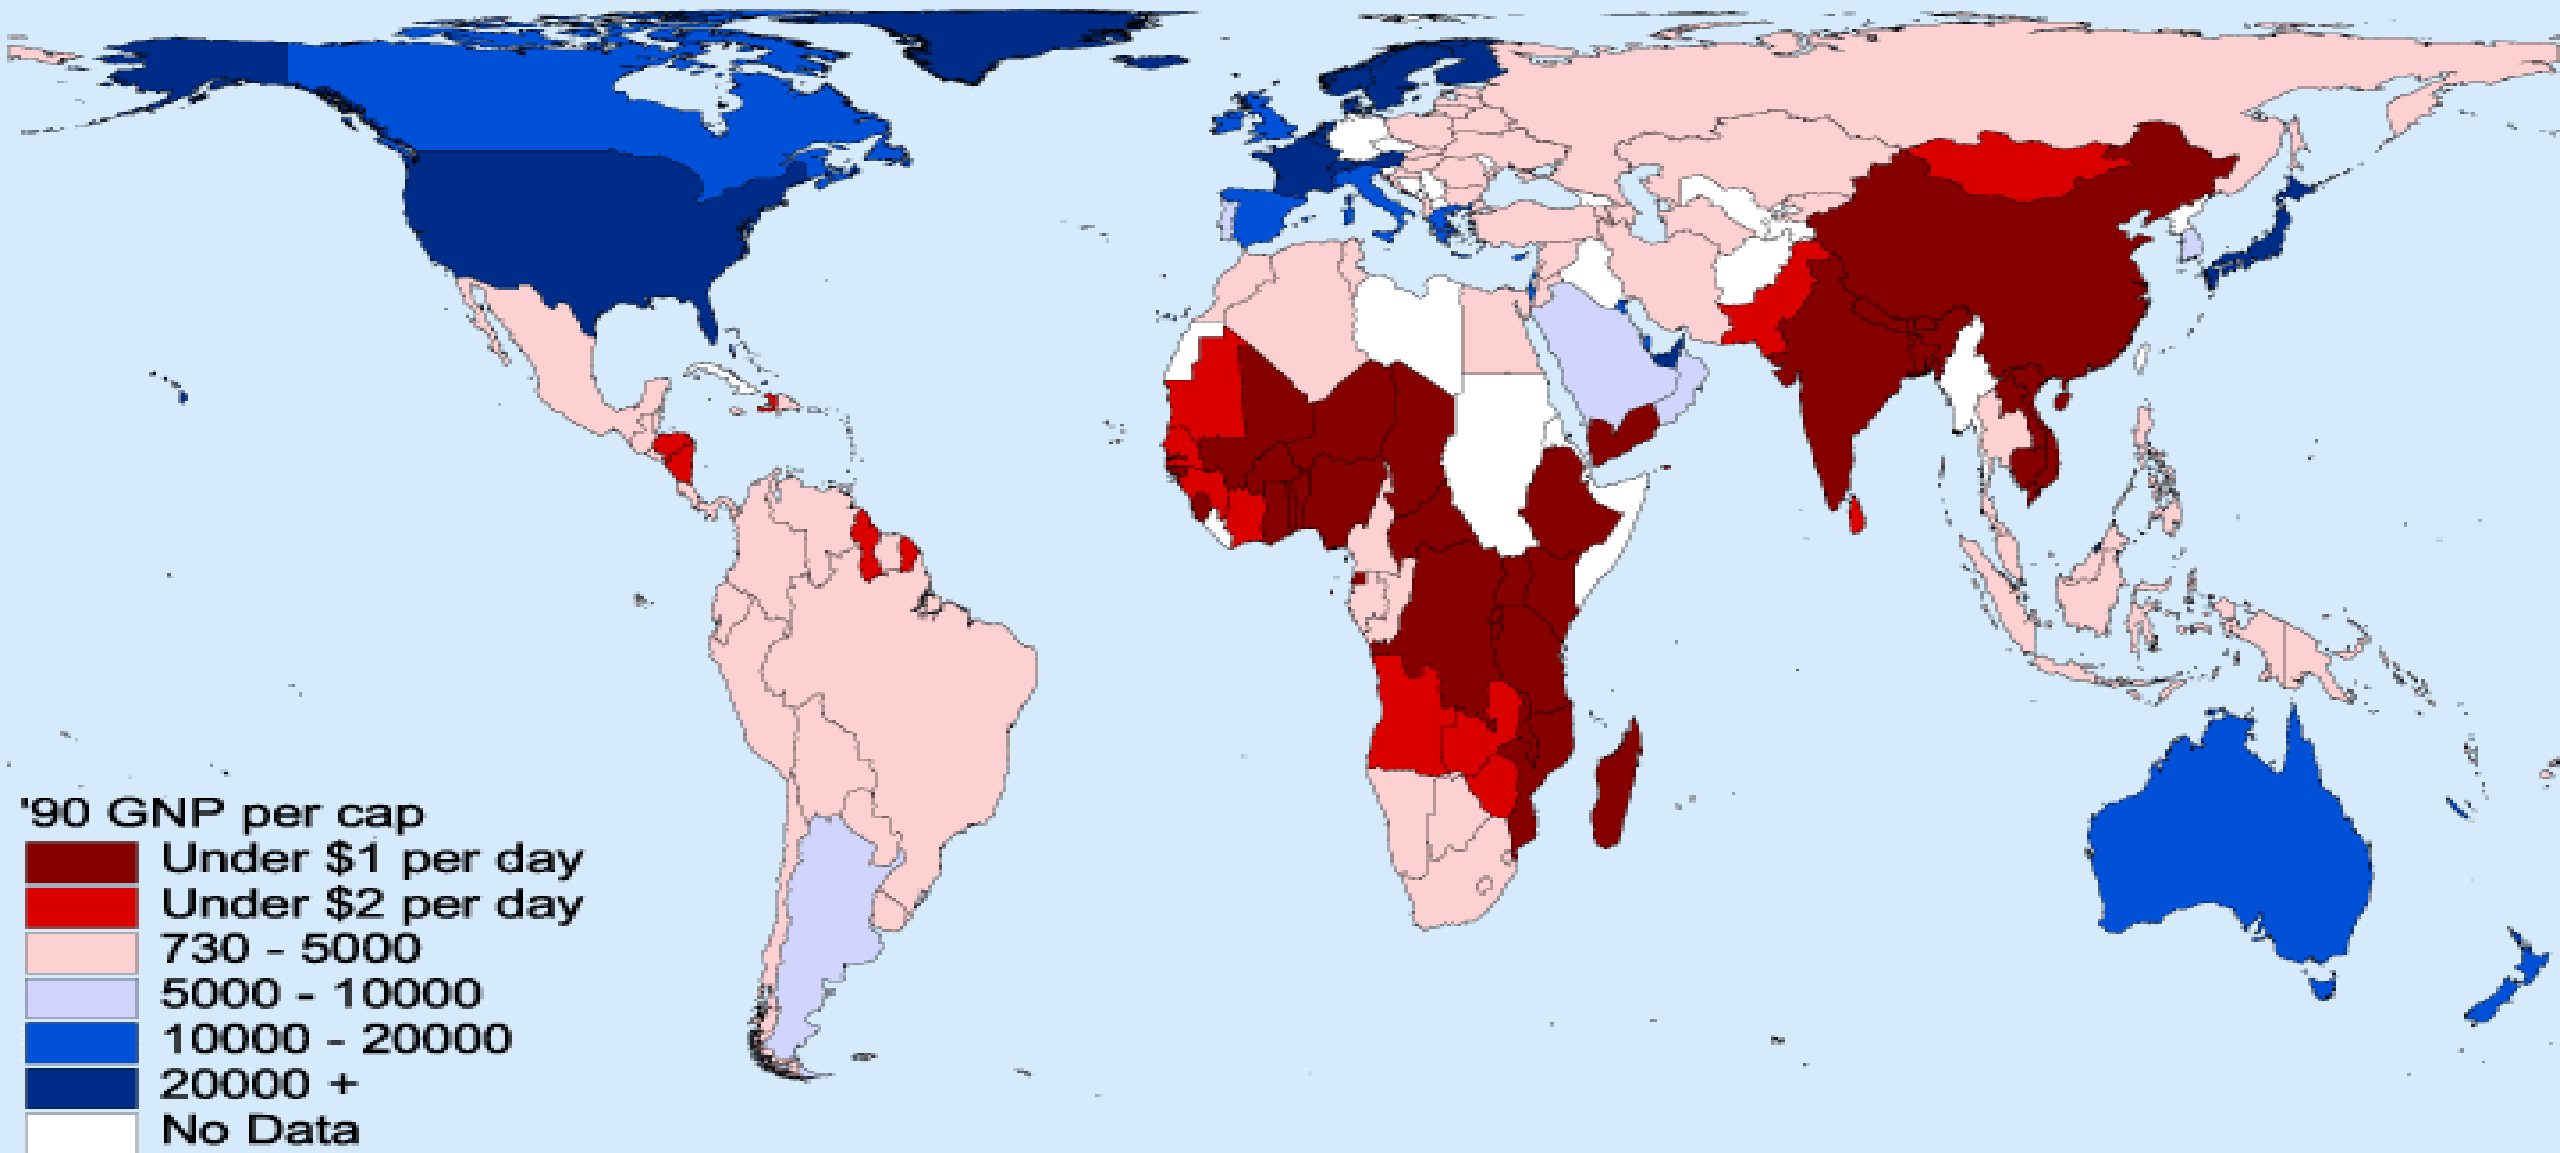 '90 GNP per cap
Under $1 per day
Under $2 per day
730 - 5000
5000 - 10000
10000 - 20000
20000 +
No Data